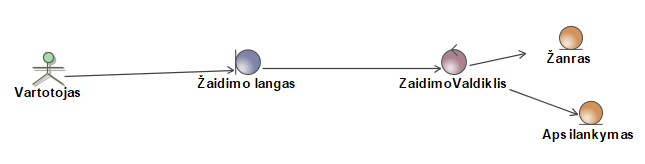 Vartotojas
Žaidimo langas
ZaidimoValdiklis
Žanras
Apsilankymas